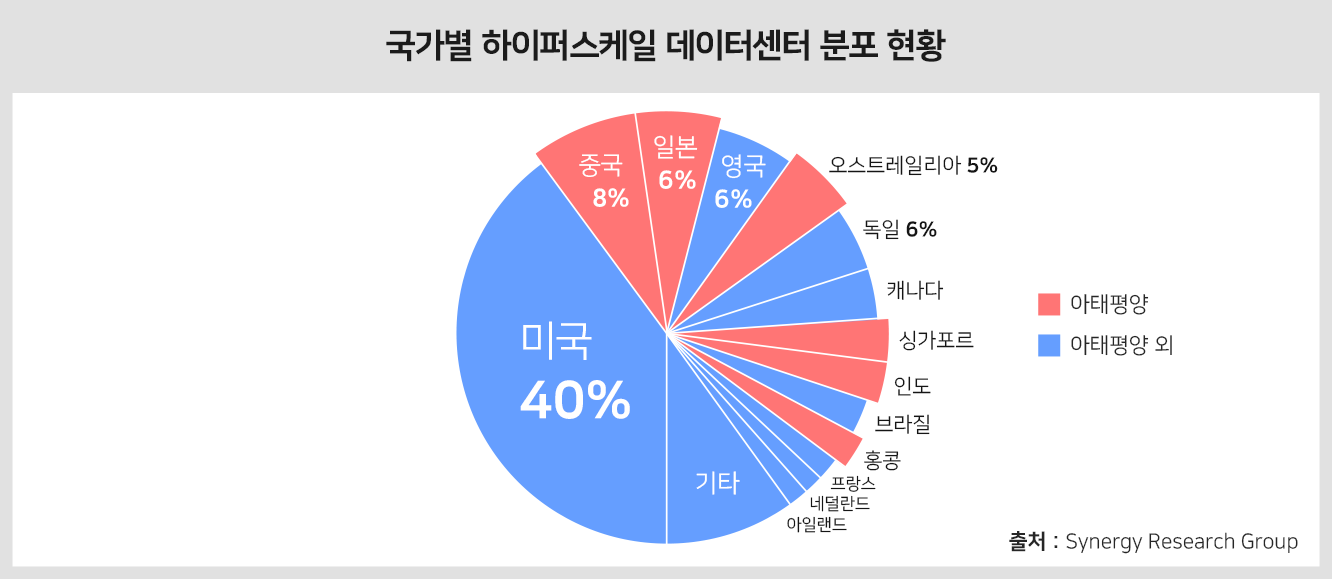 국가별 하이퍼스케일 데이터센터 분포 현황
중국
8%
일본
6%
영국
6%
오스트레일리아 5%
독일 6%
캐나다
싱가포르
인도
브라질
홍콩
프랑스
네덜란드
아일랜드
기타
미국
40%
아태평양
아태평양 외
출처 : Synergy Research Group